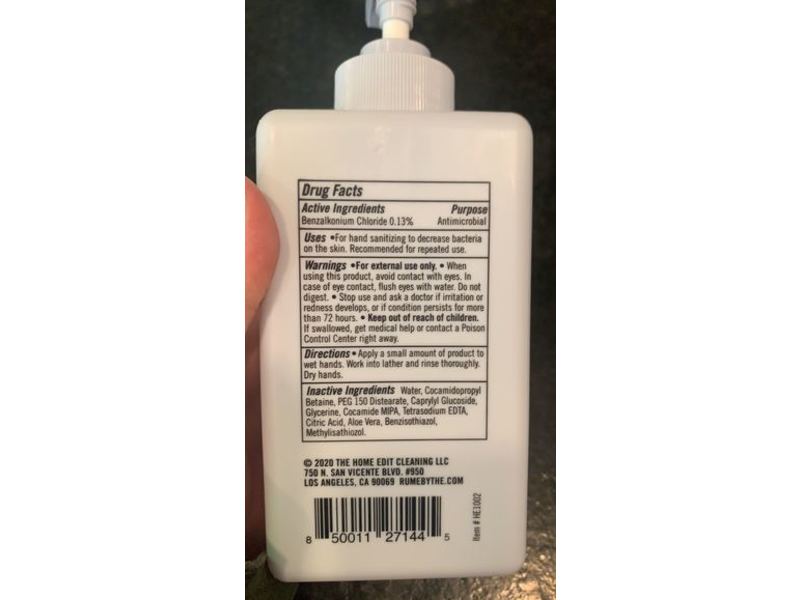 Drug Facts
Active Ingredients Purpose
Benzalkonium Chloride 0.13% Antimicrobial
Uses •For hand sanitizing to decrease bacteria
on the skin. Recommended for repeated use.
Warnings •For external use only. • When
using this product, avoid contact with eyes. In
case of eye contact, flush eyes with water. Do not
digest. • Stop use and ask a doctor if irritation or
redness develops, or if condition persists for more
than 72 hours. • Keep out of reach of children.
If swallowed, get medical help or contact a Poison
Control Center right away.
Directions • Apply a small amount of product to
wet hands. Work into lather and rinse thoroughly.
Dry hands.
Inactive Ingredients Water, Cocamidopropyl
Betaine, PEG 150 Distearate, Caprylyl Glucoside,
Glycerine, Cocamide MIPA, Tetrasodium EDTA,
Citric Acid, Aloe Vera, Benzisothiazol,
Methylisathiozol.
© 2020 THE HOME EDIT CLEANING LLC
750 N. SAN VICENTE BLVD. #950
LOS ANGELES, CA 90069 RUMEBYTHE.COM
8 50011 27144 5
Item # HE1002